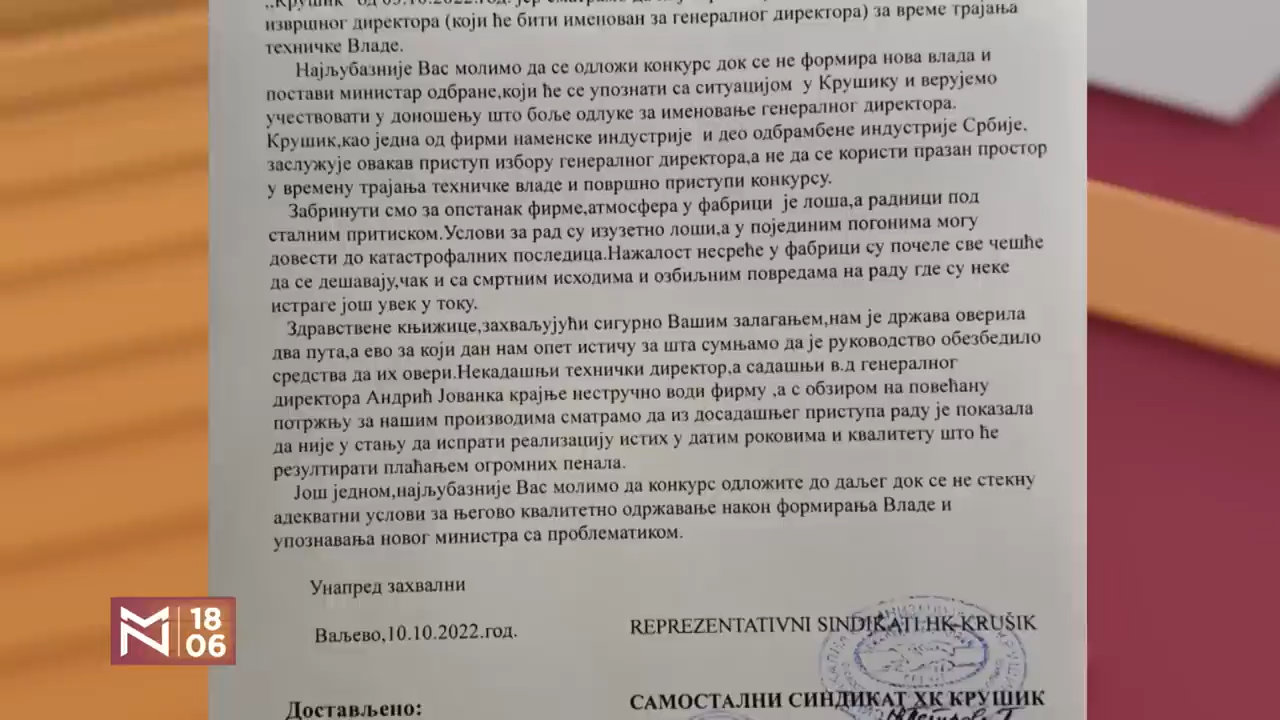 „Крушик" од 05.10.2022.год. јер сматрамо да
извршног директора (који ће бити именован за генералног директора) за време трајања
техничке Владе.
Најљубазније Вас молимо да се одложи конкурс док се не формира нова влада и
постави министар одбране,који ће се упознати са ситуацијом у Крушику и верујемо
учествовати у доношењу што боље одлуке за именовање генералног директора.
Крушик,као једна од фирми наменске индустрије и део одбрамбене индустрије Србије.
заслужује овакав приступ избору генералног директора,а не да се користи празан простор
у времену трајања техничке владе и површно приступи конкурсу.
Забринути смо за опстанак фирме,атмосфера у фабрици је лоша,а радници под
сталним притиском.Услови за рад су изузетно лоши,а у појединим погонима могу
довести до катастрофалних последица.Нажалост несреће у фабрици су почеле све чешће
да се дешавају,чак и са смртним исходима и озбиљним повредама на раду где су неке
истраге још увек у току.
Здравствене књижице,захваљујући сигурно Вашим залагањем,нам је држава оверила
два пута,а ево за који дан нам опет истичу за шта сумњамо да је руководство обезбедило
средства да их овери.Некадашњи технички директор,а садашњи в.д генералног
директора Андрић Јованка крајње нестручно води фирму ,а с обзиром на повећану
потржњу за нашим производима сматрамо да из досадашњег приступа раду је показала
да није у стању да испрати реализацију истих у датим роковима и квалитету што ће
резултирати плаћањем огромних пенала.
Још једном,најљубазније Вас молимо да конкурс одложите до даљег док се не стекну
адекватни услови за његово квалитетно одржавање након формирања Владе и
упознавања новог министра са проблематиком.
Унапред захвални
Ваљево,10.10.2022.год.
REPREZENTATIVNI SINDIKATI HK-KRUŠIK
САМОСТАЛНИ СИНДИКАТ ХК КРУШИК
Достављено:
N 18
06